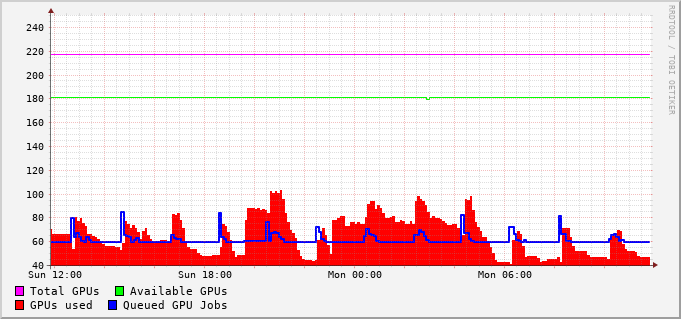 RRDTOOL / TOBI OETIKER
240
220
200
180
160
140
120
100
80
60
40
Sun 12:00 Sun 18:00 Mon 00:00 Mon 06:00
Total GPUs Available GPUs
GPUs used Queued GPU Jobs